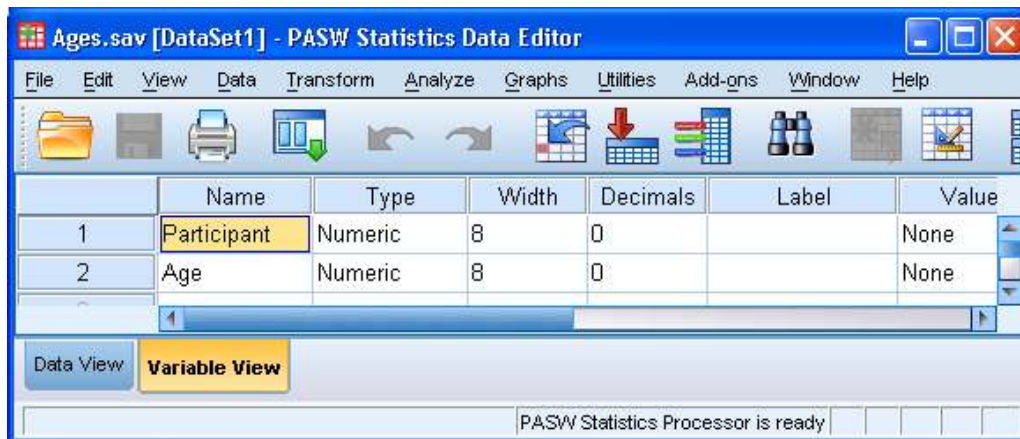 Ages.sav [DataSet1] - PASW Statistics Data Editor
File Edit View Data Transform Analyze Graphs Utilities Add-ons Window Help
Name Type Width Decimals Label Value
1 Participant Numeric 8 0 None
2 Age Numeric 8 0 None
Data View Variable View
PASW Statistics Processor is ready